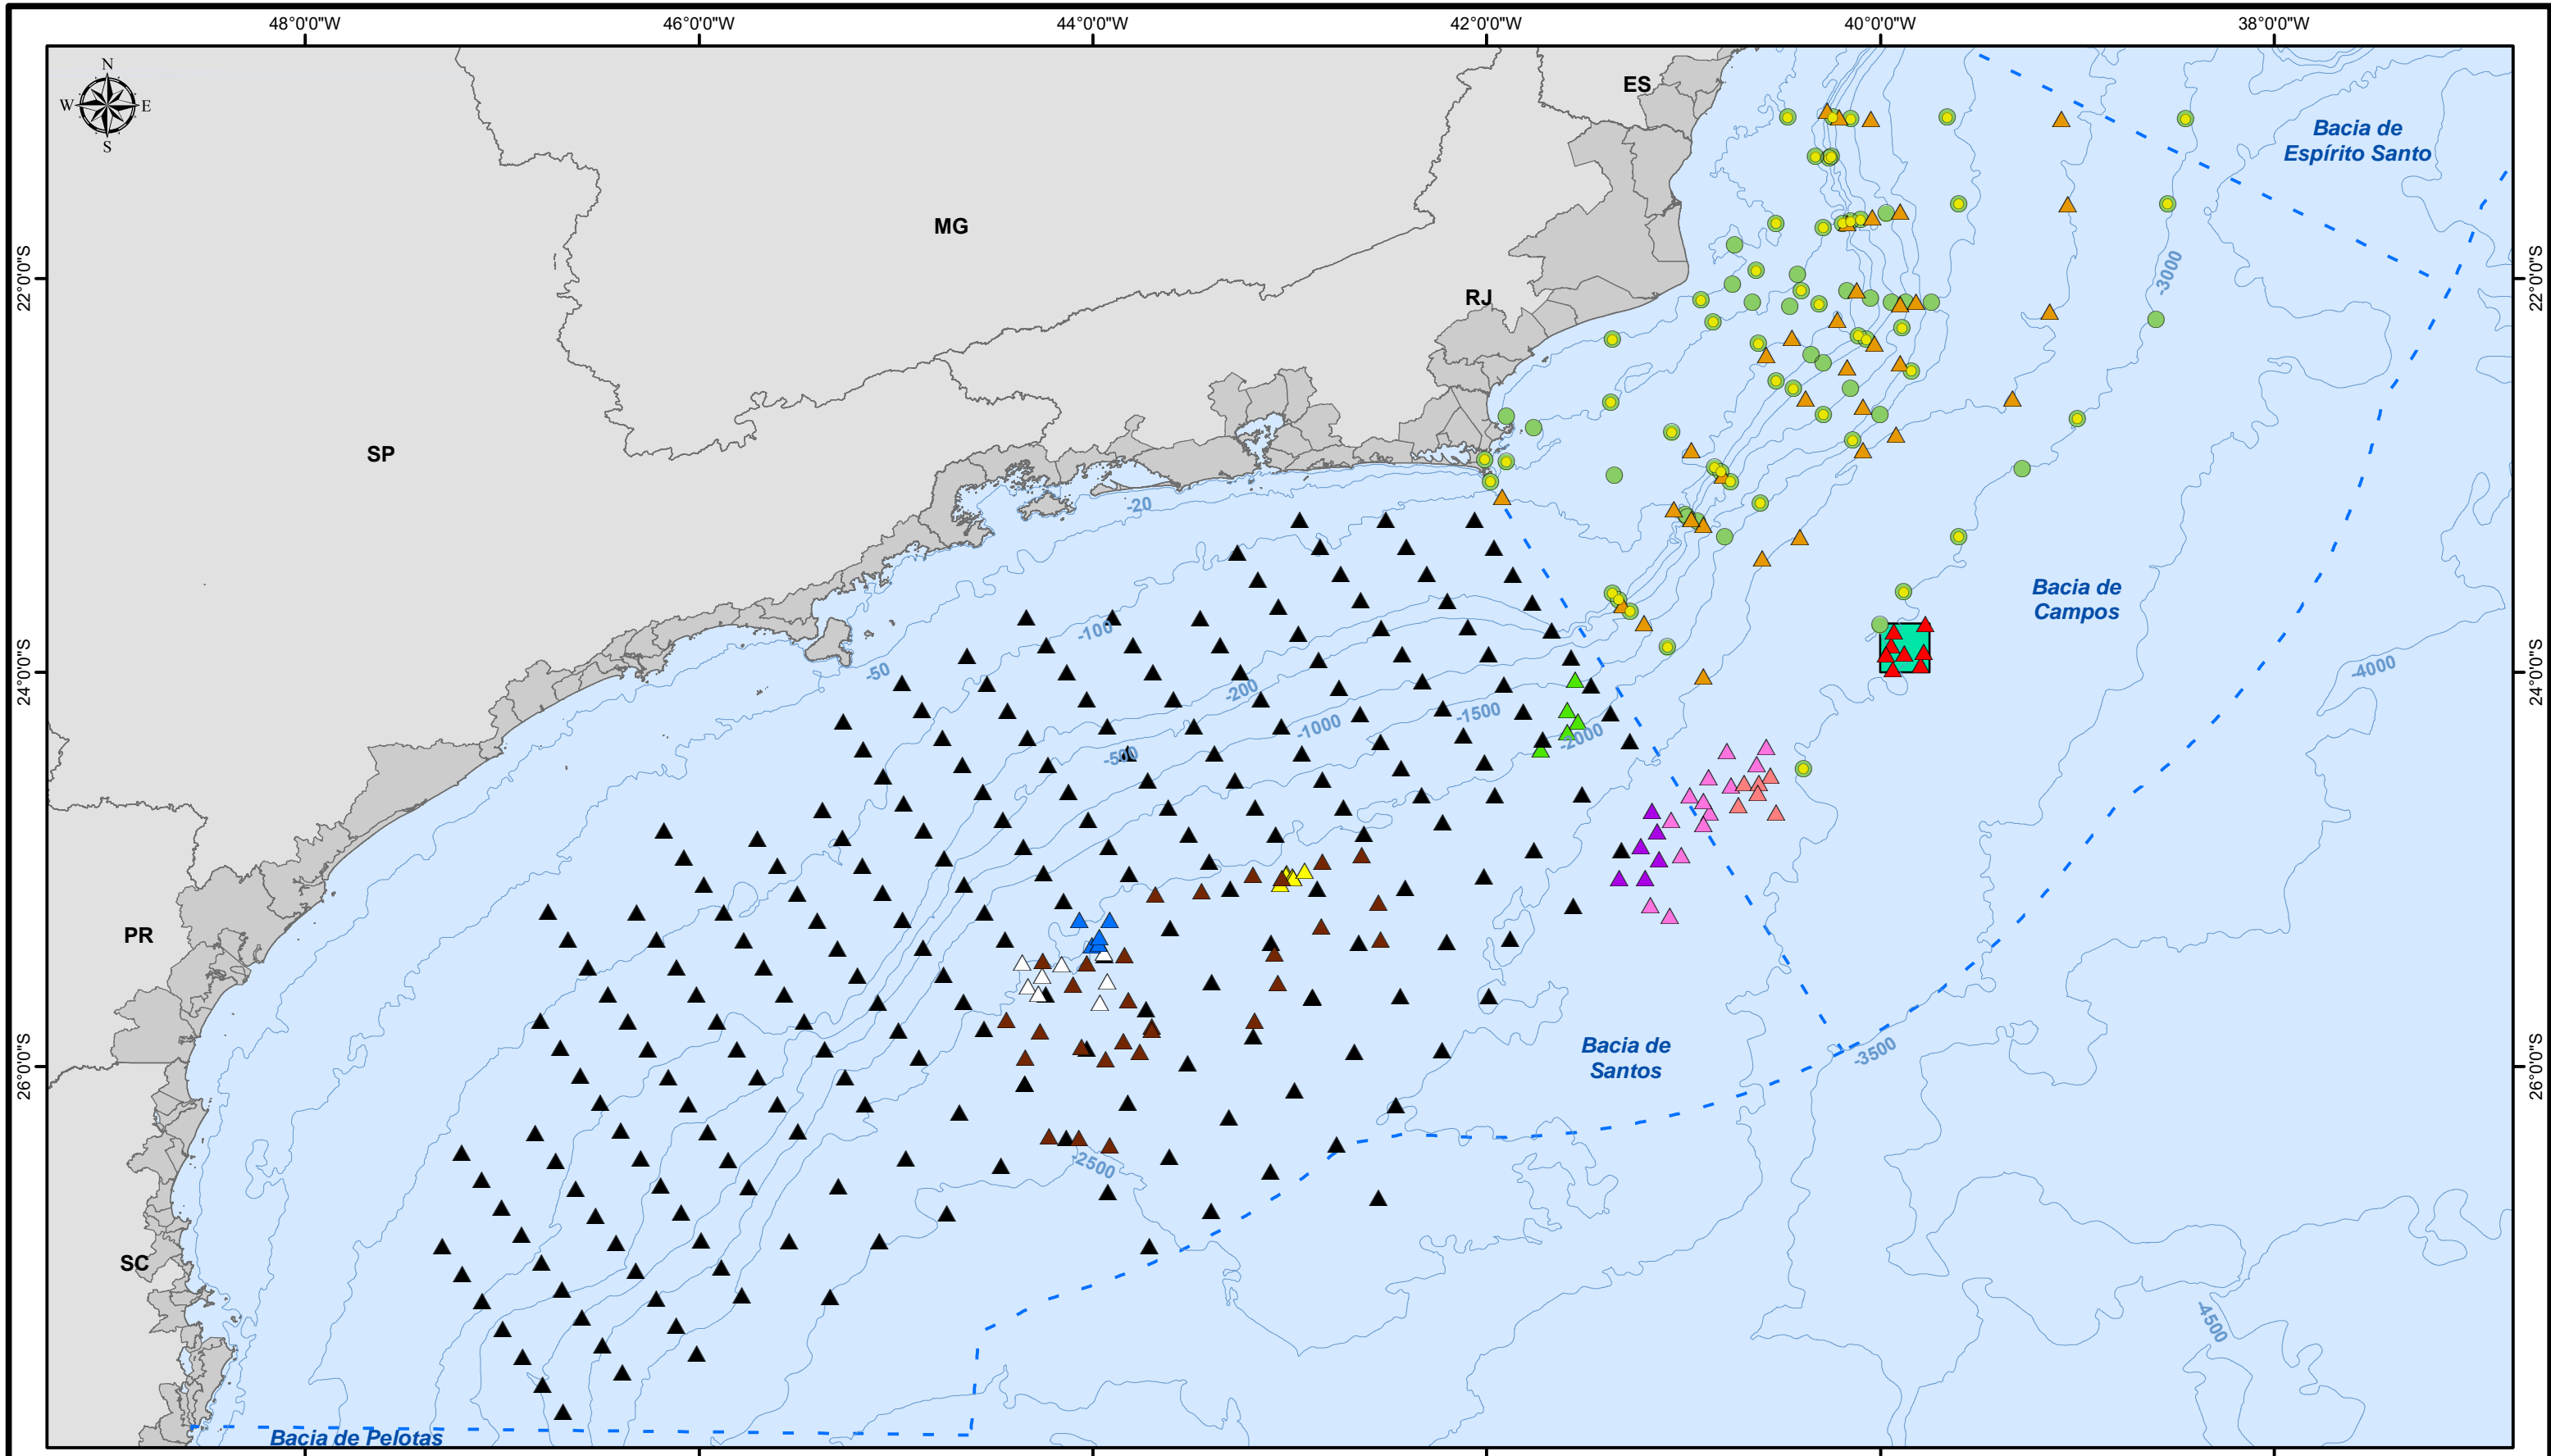 48°0'0"W
46°0'0"W
44°0'0"W
42°0'0"W
40°0'0"W
38°0'0"W
N
W
E
S
ES
Bacia de
Espírito Santo
MG
22°0'0"S
22°0'0"S
-3000
RJ
SP
-20
Bacia de
Campos
-100
-50
24°0'0"S
24°0'0"S
-4000
-200
-1500
-1000
-2000
-500
PR
Bacia de
Santos
-3500
26°0'0"S
26°0'0"S
-2500
SC
-4500
Bacia de Pelotas